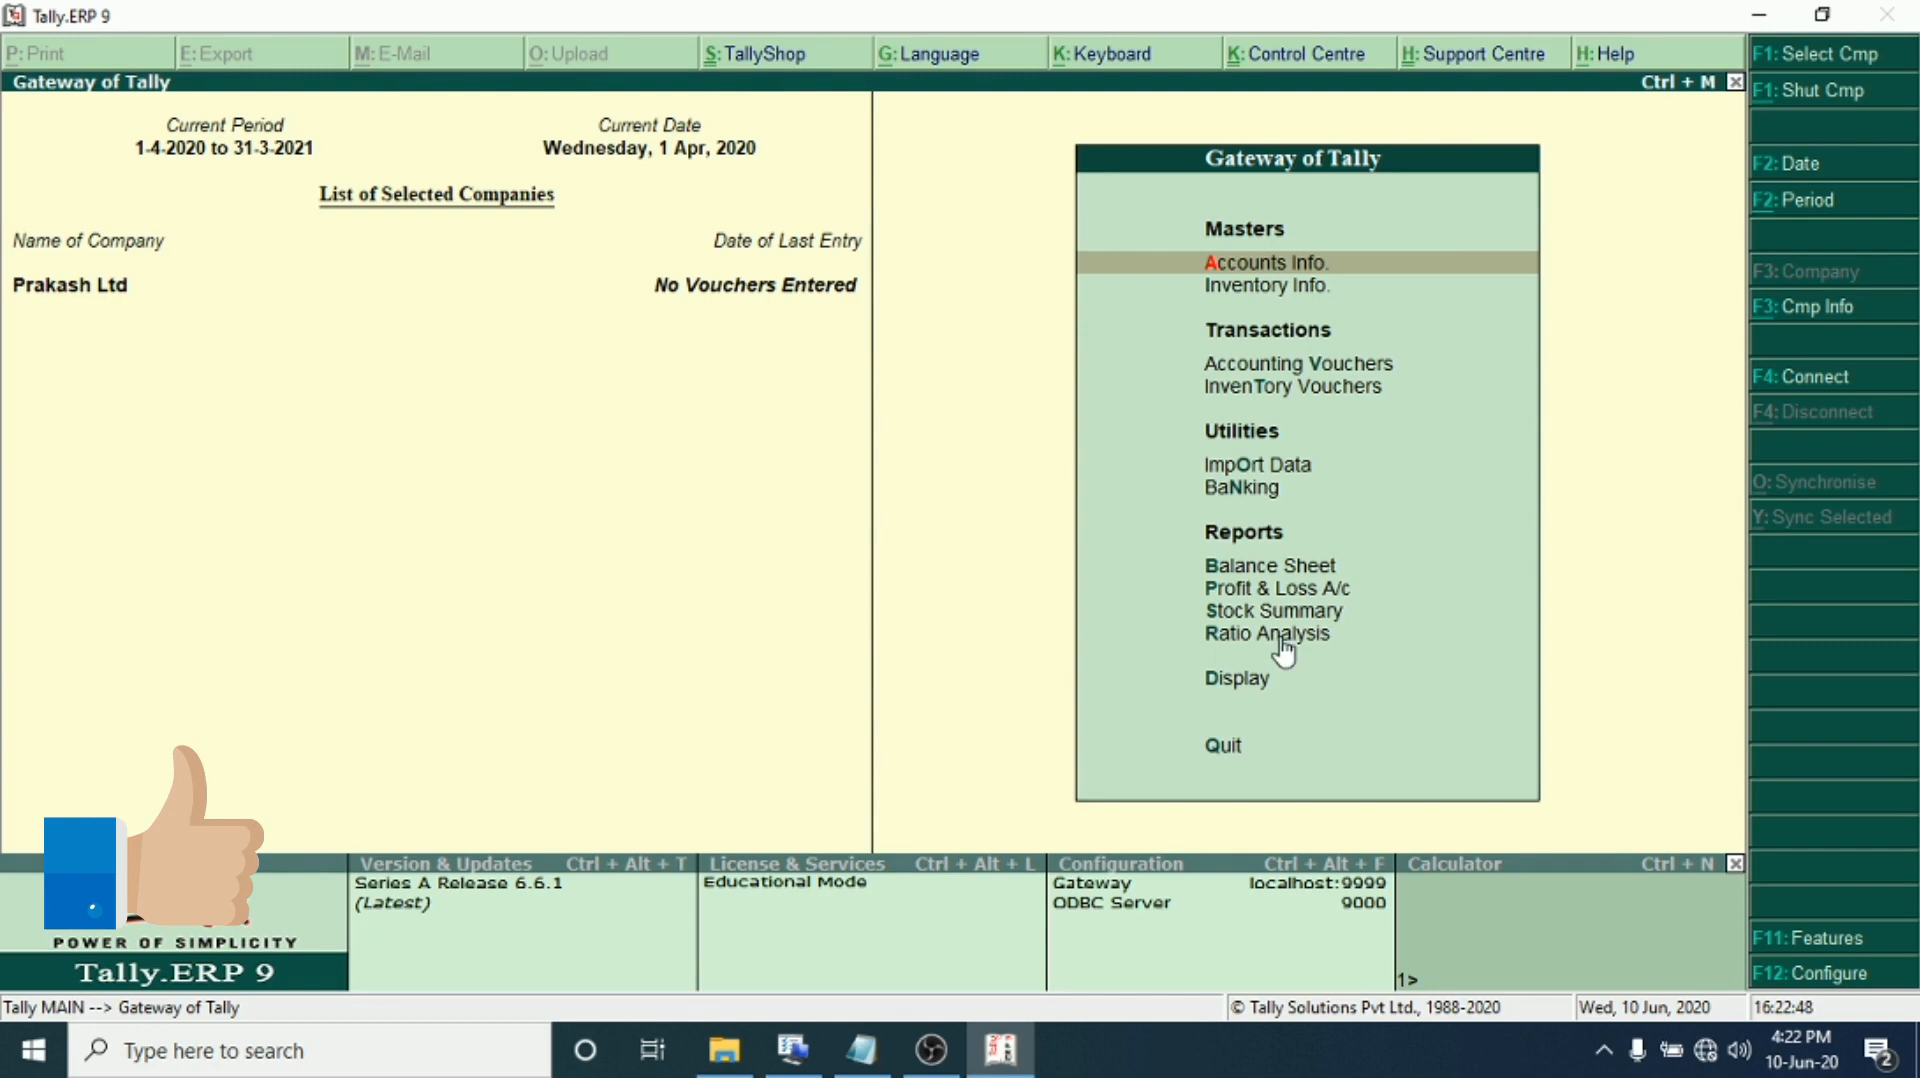 Tally.ERP 9
P: Print
E: Export
M: E-Mail
O: Upload
S: TallyShop
G: Language
K: Keyboard
K: Control Centre
H: Support Centre
H: Help
Gateway of Tally
Ctrl + M
Current Period
1-4-2020 to 31-3-2021
Current Date
Wednesday, 1 Apr, 2020
List of Selected Companies
Name of Company
Date of Last Entry
Prakash Ltd
No Vouchers Entered
Gateway of Tally
Masters
Accounts Info.
Inventory Info.
Transactions
Accounting Vouchers
InvenTory Vouchers
Utilities
ImpOrt Data
BaNking
Reports
Balance Sheet
Profit & Loss A/c
Stock Summary
Ratio Analysis
Display
Quit
F1: Select Cmp
F1: Shut Cmp
F2: Date
F2: Period
F3: Company
F3: Cmp Info
F4: Connect
F4: Disconnect
O: Synchronise
Y: Sync Selected
F11: Features
F12: Configure
POWER OF SIMPLICITY
Tally.ERP 9
Version & Updates Ctrl + Alt + T
Series A Release 6.6.1
(Latest)
License & Services Ctrl + Alt + L
Educational Mode
Configuration Ctrl + Alt + F
Gateway localhost:9999
ODBC Server 9000
Calculator Ctrl + N
1>
Tally MAIN --> Gateway of Tally
© Tally Solutions Pvt Ltd., 1988-2020
Wed, 10 Jun, 2020
16:22:48
Type here to search
4:22 PM
10-Jun-20
2